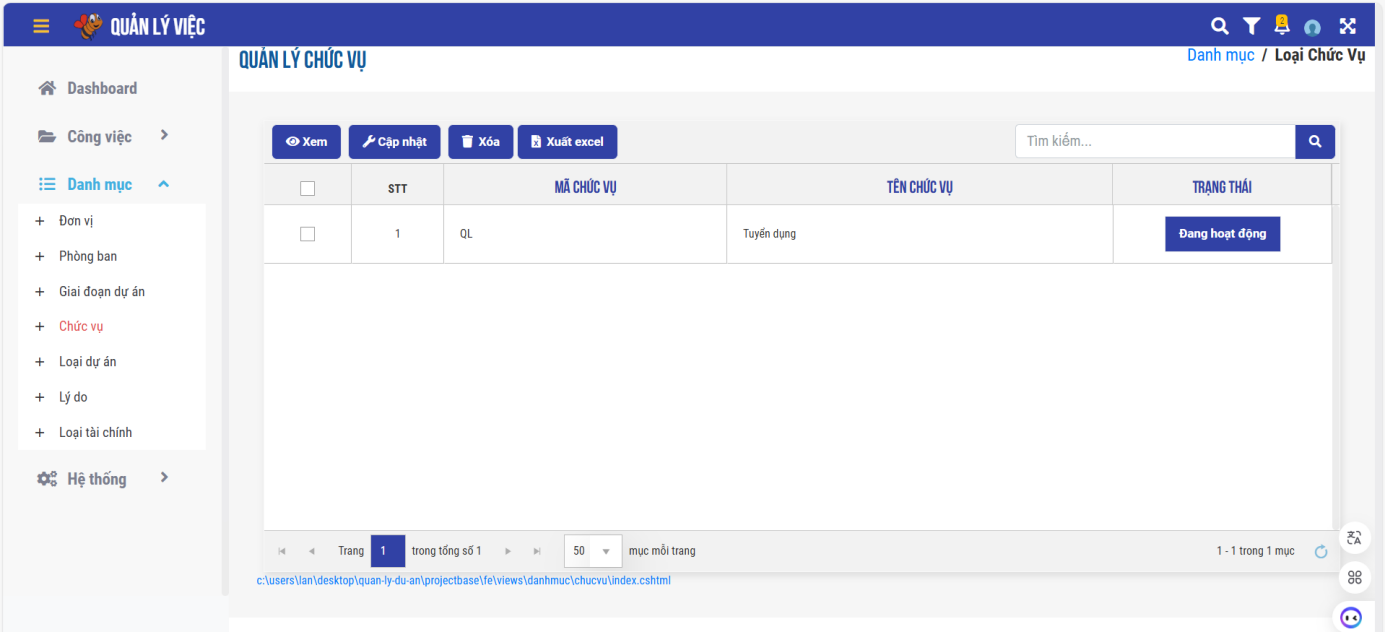 QUẢN LÝ VIỆC
2
QUẢN LÝ CHỨC VỤ
Danh mục / Loại Chức Vụ
Dashboard
Công việc
Danh mục
Đơn vị
Phòng ban
Giai đoạn dự án
Chức vụ
Loại dự án
Lý do
Loại tài chính
Hệ thống
Xem Cập nhật Xóa Xuất excel Tìm kiếm...
STT MÃ CHỨC VỤ TÊN CHỨC VỤ TRẠNG THÁI
1 QL Tuyển dụng Đang hoạt động
Trang 1 trong tổng số 1 50 mục mỗi trang 1 - 1 trong 1 mục
c:\users\lan\desktop\quan-ly-du-an\projectbase\fe\views\danhmuc\chucvu\index.cshtml